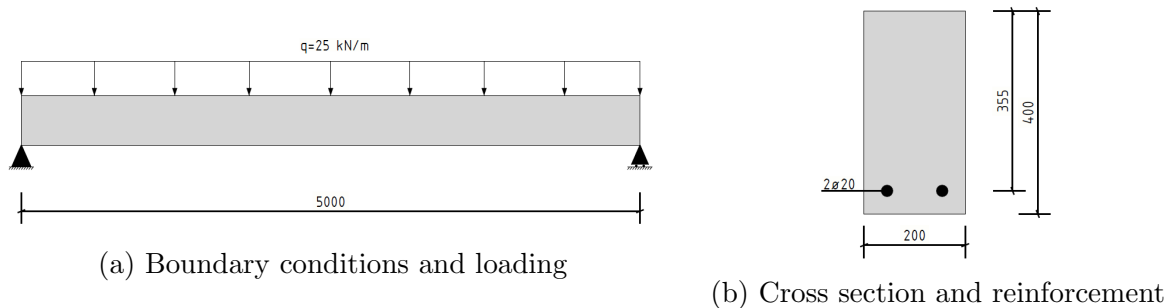 q=25 kN/m
5000
(a) Boundary conditions and loading
355
400
2ø20
200
(b) Cross section and reinforcement